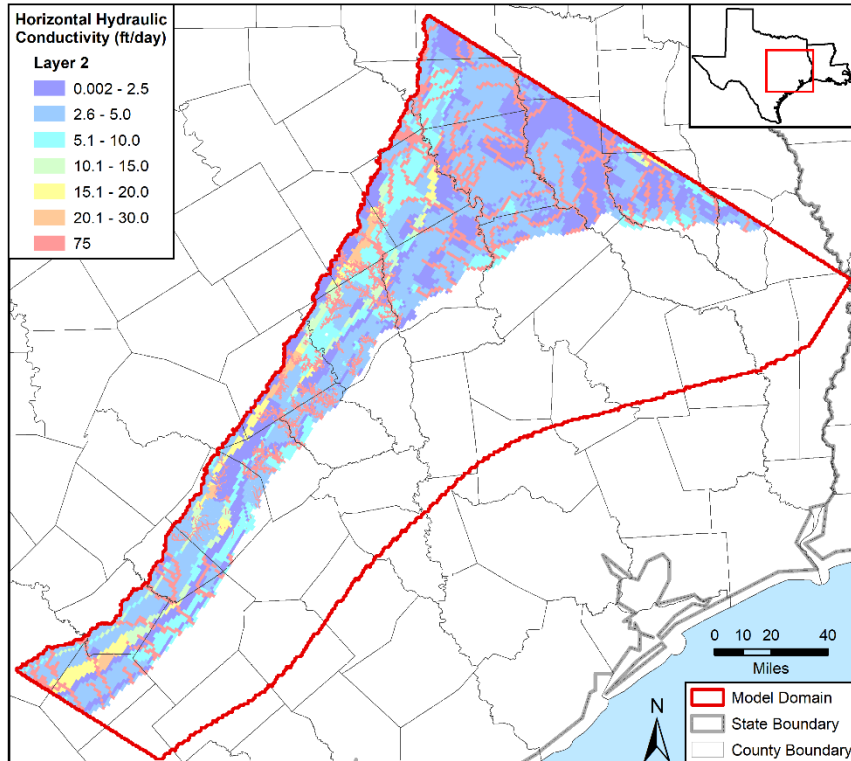 Horizontal Hydraulic
Conductivity (ft/day)
Layer 2
0.002 - 2.5
2.6 - 5.0
5.1 - 10.0
10.1 - 15.0
15.1 - 20.0
20.1 - 30.0
75
0 10 20 40
Miles
N
Model Domain
State Boundary
County Boundary